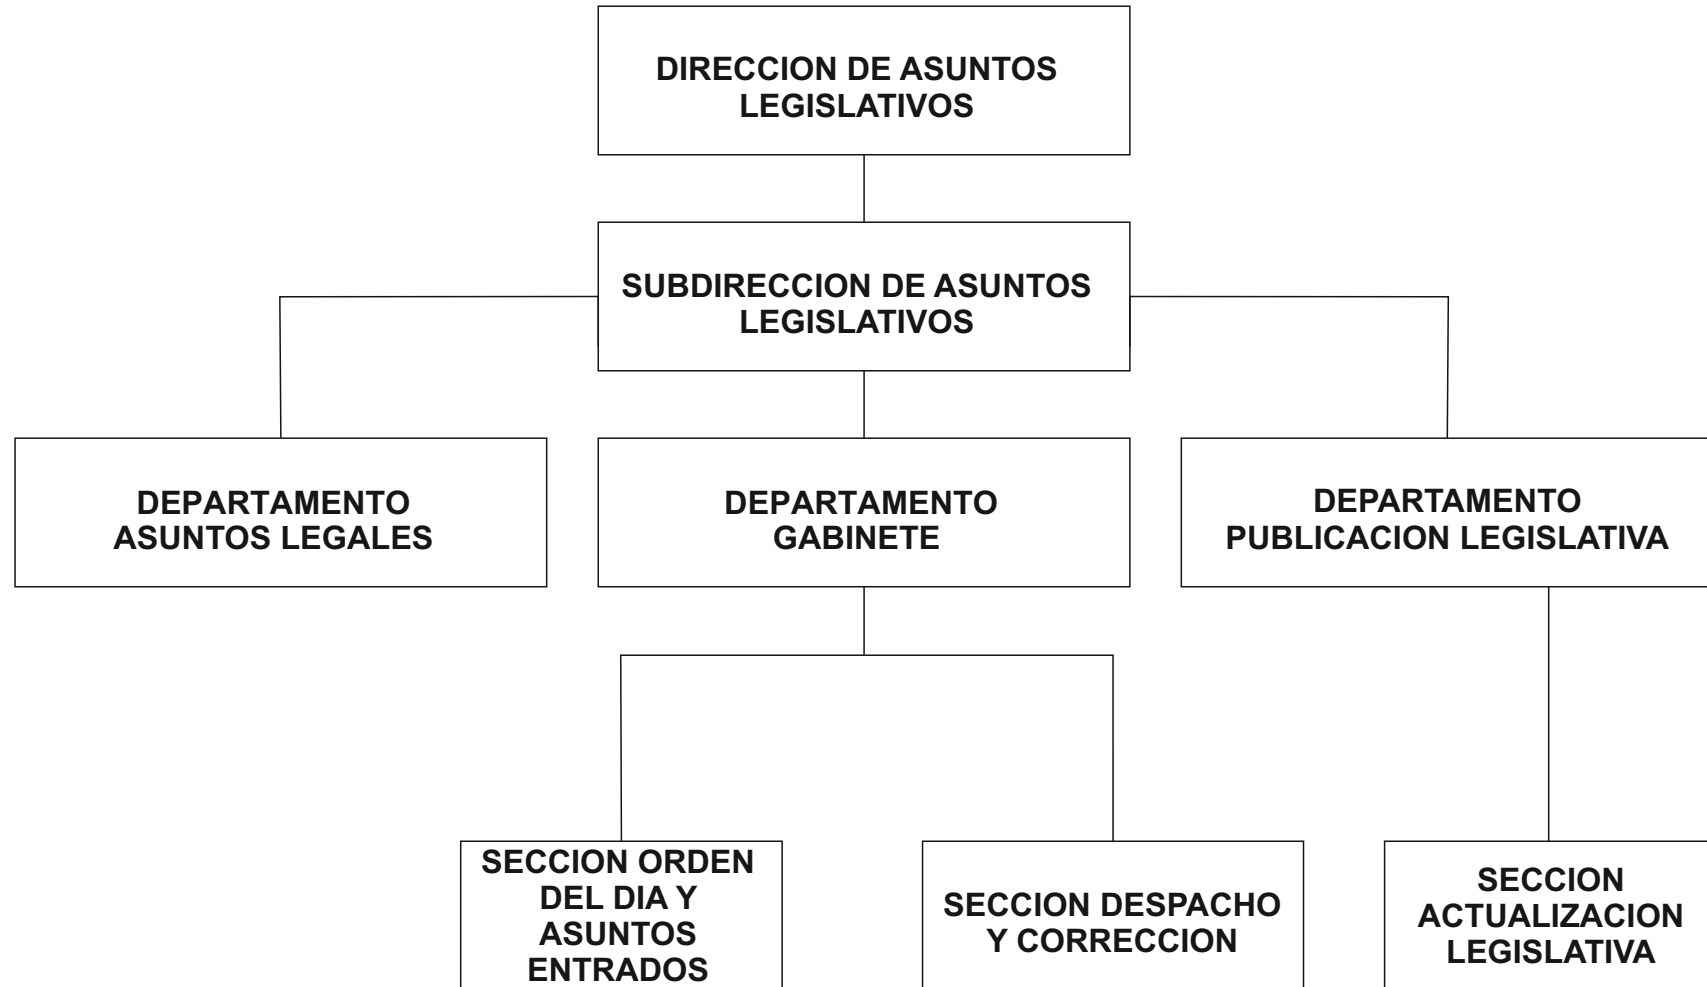 DIRECCION DE ASUNTOS
LEGISLATIVOS
SUBDIRECCION DE ASUNTOS
LEGISLATIVOS
DEPARTAMENTO
ASUNTOS LEGALES
DEPARTAMENTO
GABINETE
DEPARTAMENTO
PUBLICACION LEGISLATIVA
SECCION ORDEN
DEL DIA Y
ASUNTOS
ENTRADOS
SECCION DESPACHO
Y CORRECCION
SECCION
ACTUALIZACION
LEGISLATIVA